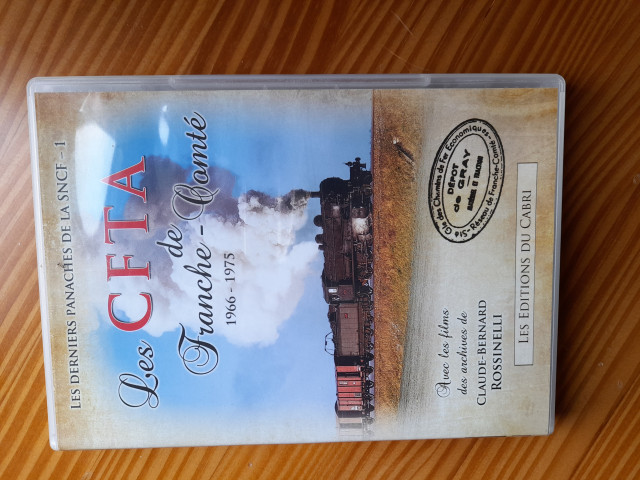 LES DERNIERS PANACHES DE LA SNCF - 1
Les CFTA
de
Franche-Comté
1966 - 1975
Cie des Chemins de Fer Économiques
DÉPOT
de GRAY
Réseau de Franche-Comté
Avec les films
des archives de
CLAUDE-BERNARD
ROSSINELLI
LES EDITIONS DU CABRI